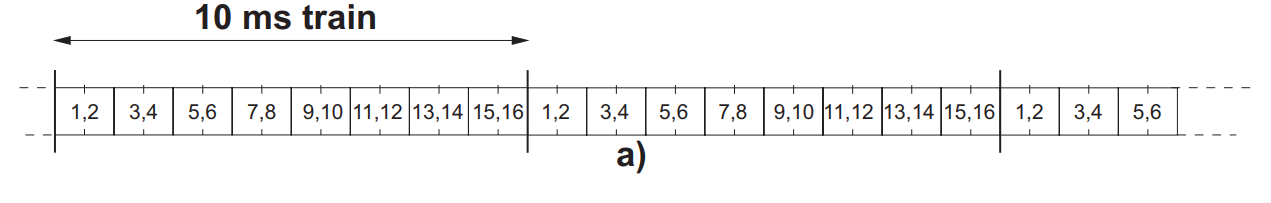 10 ms train
1,2 3,4 5,6 7,8 9,10 11,12 13,14 15,16 1,2 3,4 5,6 7,8 9,10 11,12 13,14 15,16 1,2 3,4 5,6
a)